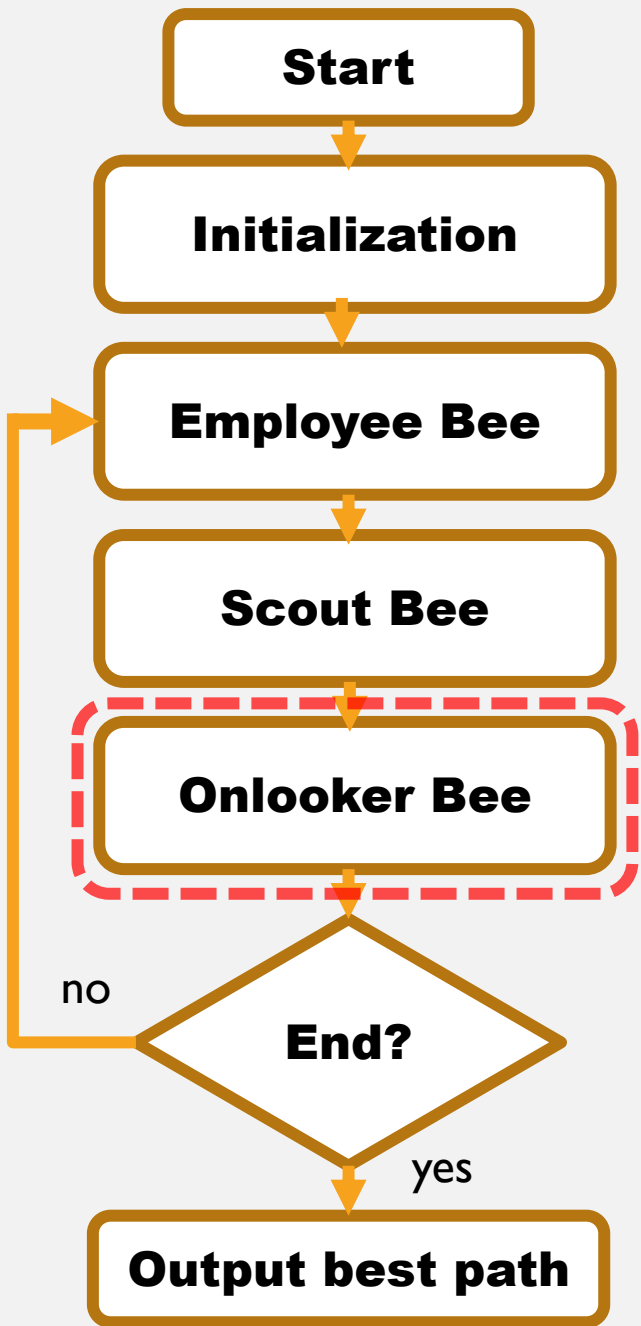 Start
Initialization
Employee Bee
Scout Bee
Onlooker Bee
no
End?
yes
Output best path